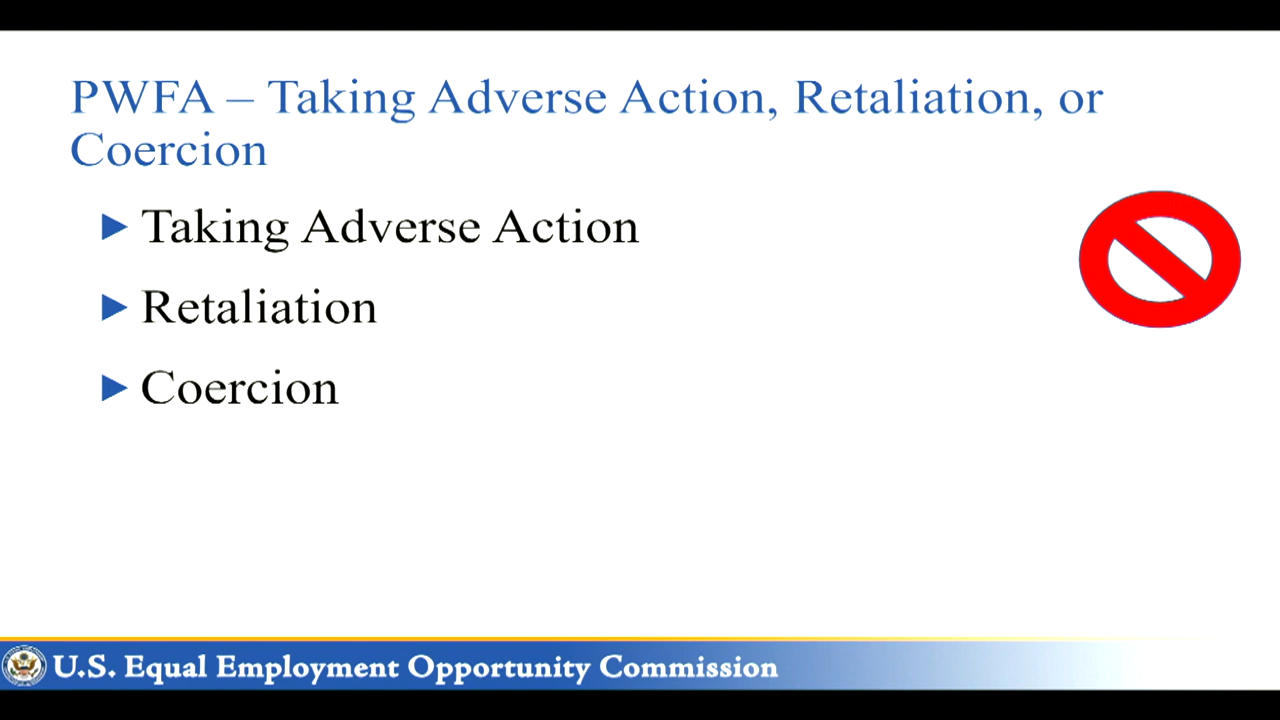 PWFA – Taking Adverse Action, Retaliation, or
Coercion
Taking Adverse Action
Retaliation
Coercion
U.S. Equal Employment Opportunity Commission